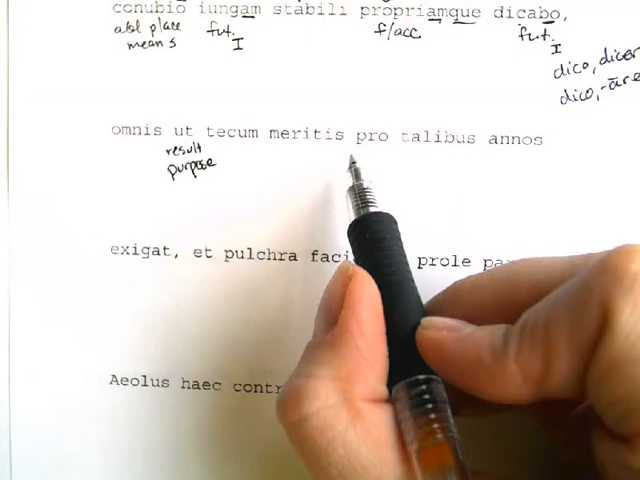 conubio iungam stabili propriamque dicabo,
abl place fut. f/acc fut.
means I I
dico, dicer
dico, -āre
omnis ut tecum meritis pro talibus annos
result
purpose
exigat, et pulchra faci prole pa
Aeolus haec contr